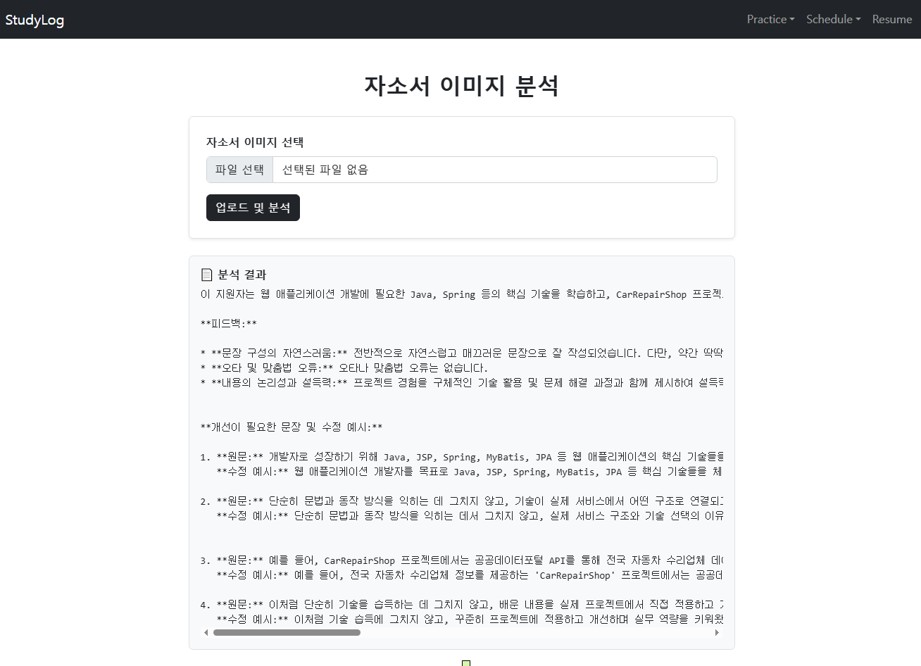 StudyLog
Practice
Schedule
Resume
자소서 이미지 분석
자소서 이미지 선택
파일 선택 선택된 파일 없음
업로드 및 분석
분석 결과
이 지원자는 웹 애플리케이션 개발에 필요한 Java, Spring 등의 핵심 기술을 학습하고, CarRepairShop 프로젝
**피드백:**
* **문장 구성의 자연스러움:** 전반적으로 자연스럽고 매끄러운 문장으로 잘 작성되었습니다. 다만, 약간 딱딱
* **오타 및 맞춤법 오류:** 오타나 맞춤법 오류는 없습니다.
* **내용의 논리성과 설득력:** 프로젝트 경험을 구체적인 기술 활용 및 문제 해결 과정과 함께 제시하여 설득력
**개선이 필요한 문장 및 수정 예시:**
1. **원문:** 개발자로 성장하기 위해 Java, JSP, Spring, MyBatis, JPA 등 웹 애플리케이션의 핵심 기술들을
**수정 예시:** 웹 애플리케이션 개발자를 목표로 Java, JSP, Spring, MyBatis, JPA 등 핵심 기술들을 체
2. **원문:** 단순히 문법과 동작 방식을 익히는 데 그치지 않고, 기술이 실제 서비스에서 어떤 구조로 연결되고
**수정 예시:** 단순히 문법과 동작 방식을 익히는 데서 그치지 않고, 실제 서비스 구조와 기술 선택의 이유
3. **원문:** 예를 들어, CarRepairShop 프로젝트에서는 공공데이터포털 API를 통해 전국 자동차 수리업체 데이
**수정 예시:** 예를 들어, 전국 자동차 수리업체 정보를 제공하는 'CarRepairShop' 프로젝트에서는 공공데
4. **원문:** 이처럼 단순히 기술을 습득하는 데 그치지 않고, 배운 내용을 실제 프로젝트에서 직접 적용하고
**수정 예시:** 이처럼 기술 습득에 그치지 않고, 꾸준히 프로젝트에 적용하고 개선하며 실무 역량을 키워왔